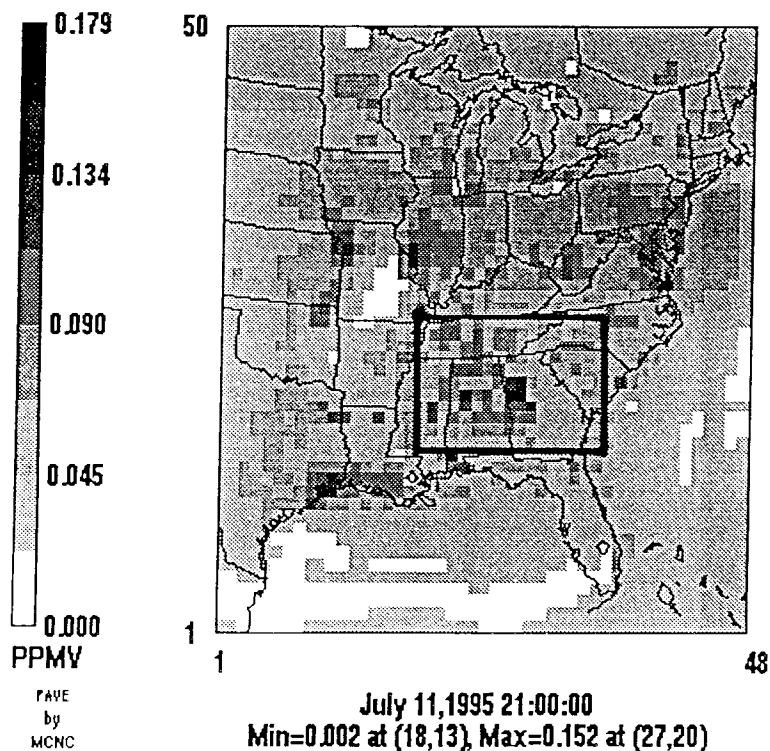 0.179
0.134
0.090
0.045
0.000
PPMV
PAVE
by
MCNC
50
1
1
48
July 11,1995 21:00:00
Min=0.002 at (18,13), Max=0.152 at (27,20)